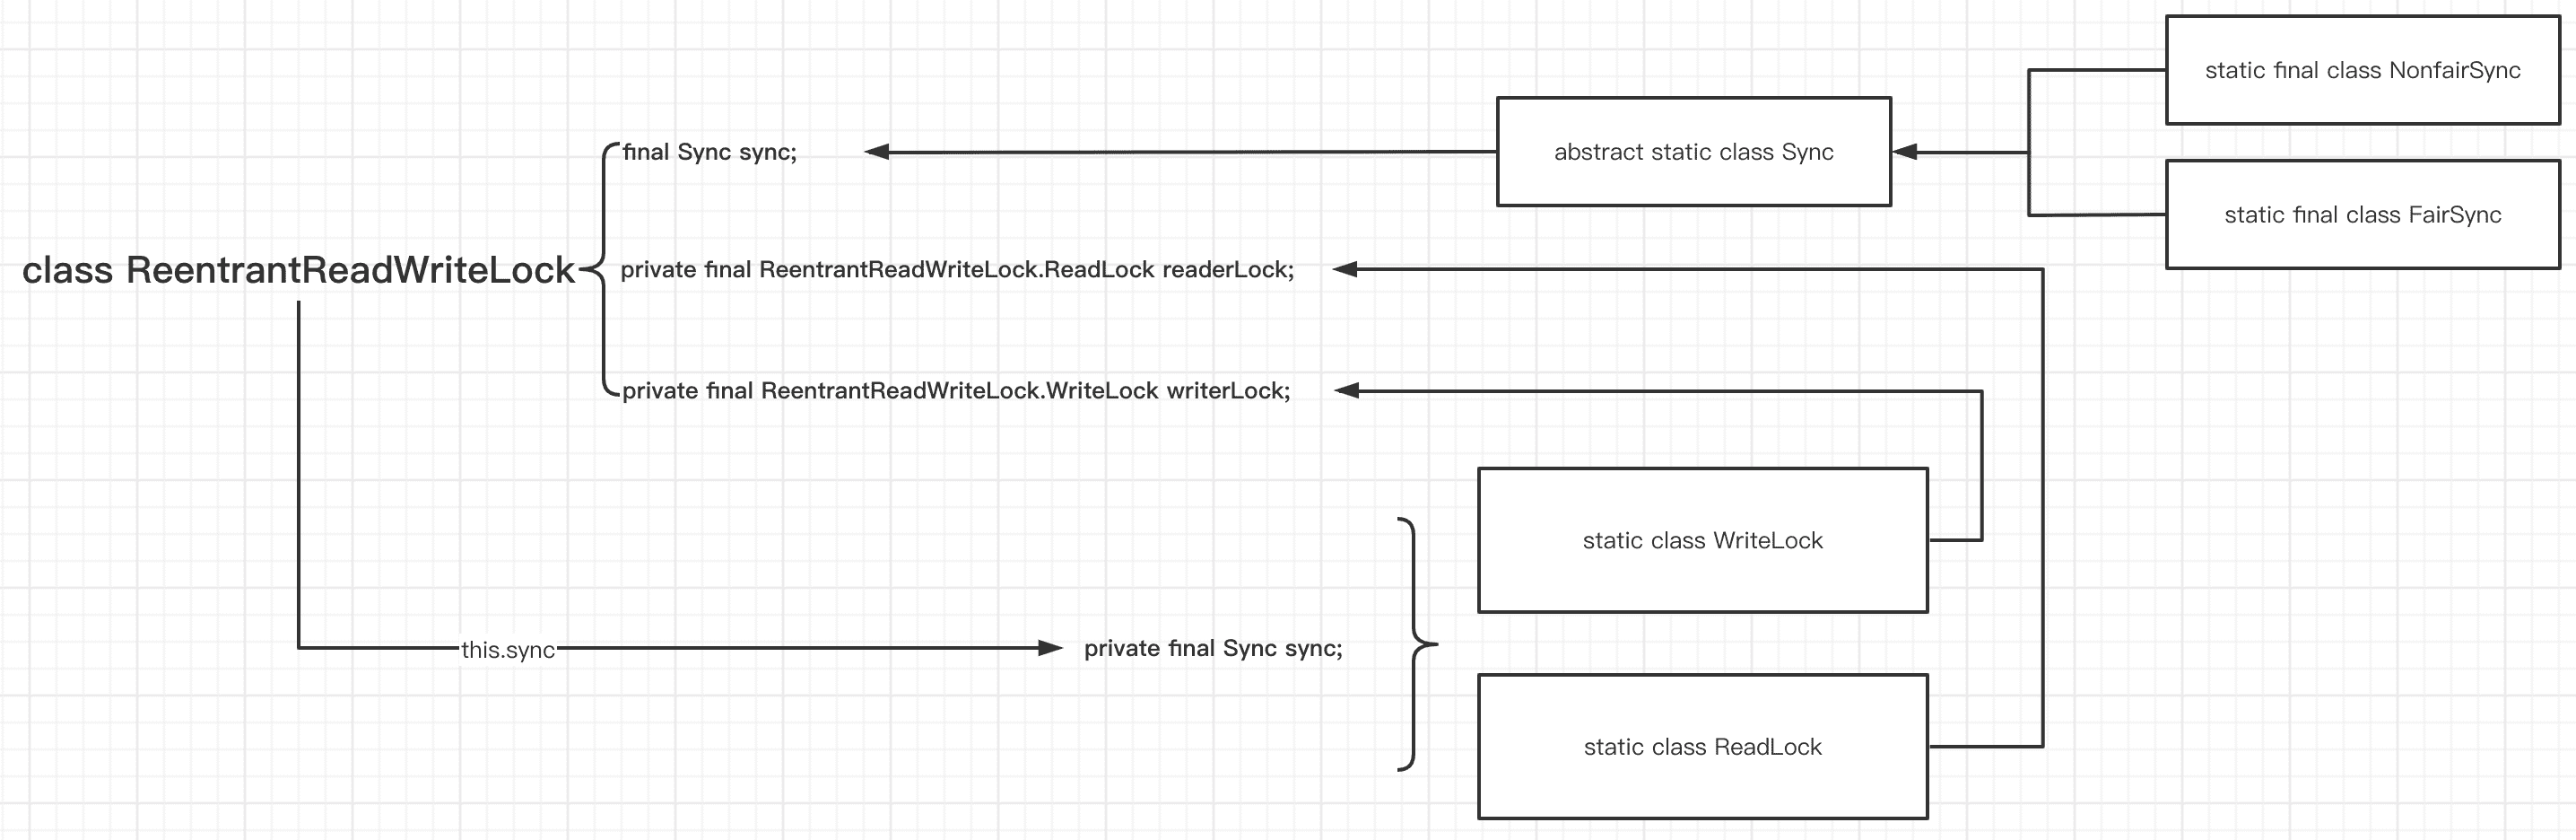 static final class NonfairSync
final Sync sync;
abstract static class Sync
static final class FairSync
class ReentrantReadWriteLock
private final ReentrantReadWriteLock.ReadLock readerLock;
private final ReentrantReadWriteLock.WriteLock writerLock;
static class WriteLock
this.sync
private final Sync sync;
static class ReadLock